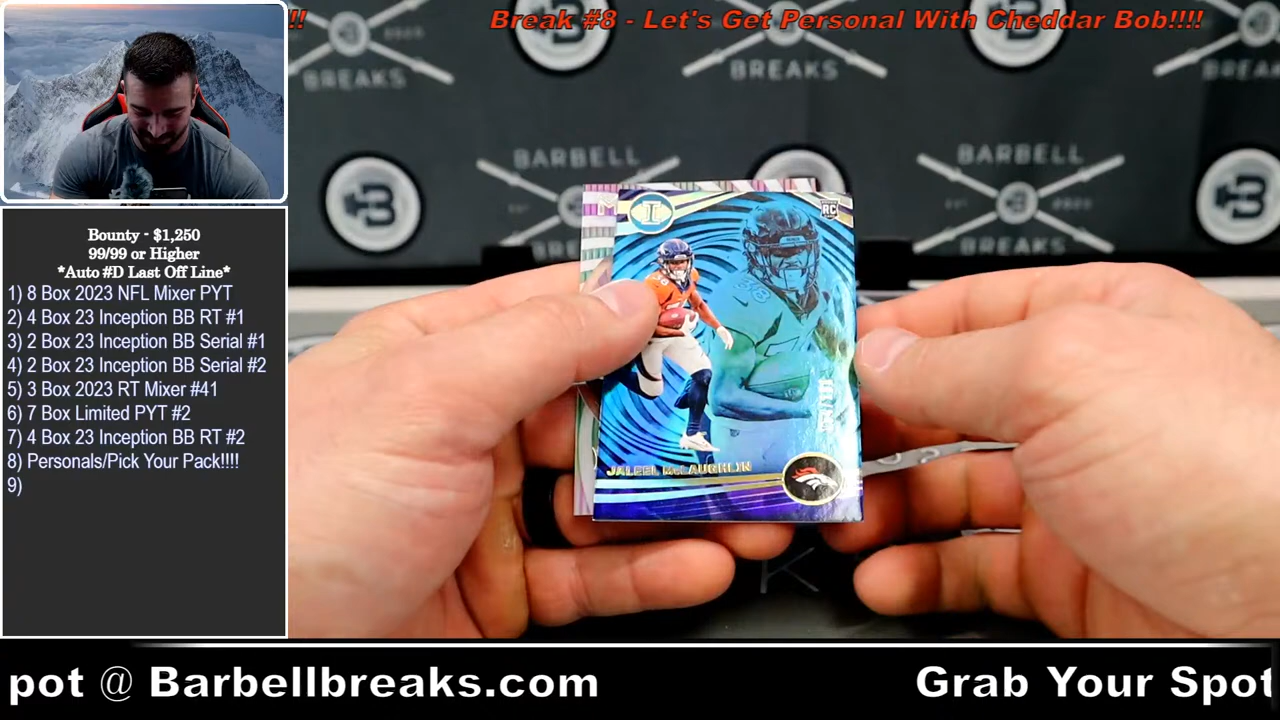 !!!
Break #8 - Let's Get Personal With Cheddar Bob!!!!
BREAKS
BREAKS
BREAK
BARBELL
BREAKS
BARBELL
BREAKS
RC
JALEEL MCLAUGHLIN
Bounty - $1,250
99/99 or Higher
*Auto #D Last Off Line*
1) 8 Box 2023 NFL Mixer PYT
2) 4 Box 23 Inception BB RT #1
3) 2 Box 23 Inception BB Serial #1
4) 2 Box 23 Inception BB Serial #2
5) 3 Box 2023 RT Mixer #41
6) 7 Box Limited PYT #2
7) 4 Box 23 Inception BB RT #2
8) Personals/Pick Your Pack!!!!
9)
pot @ Barbellbreaks.com
Grab Your Spot